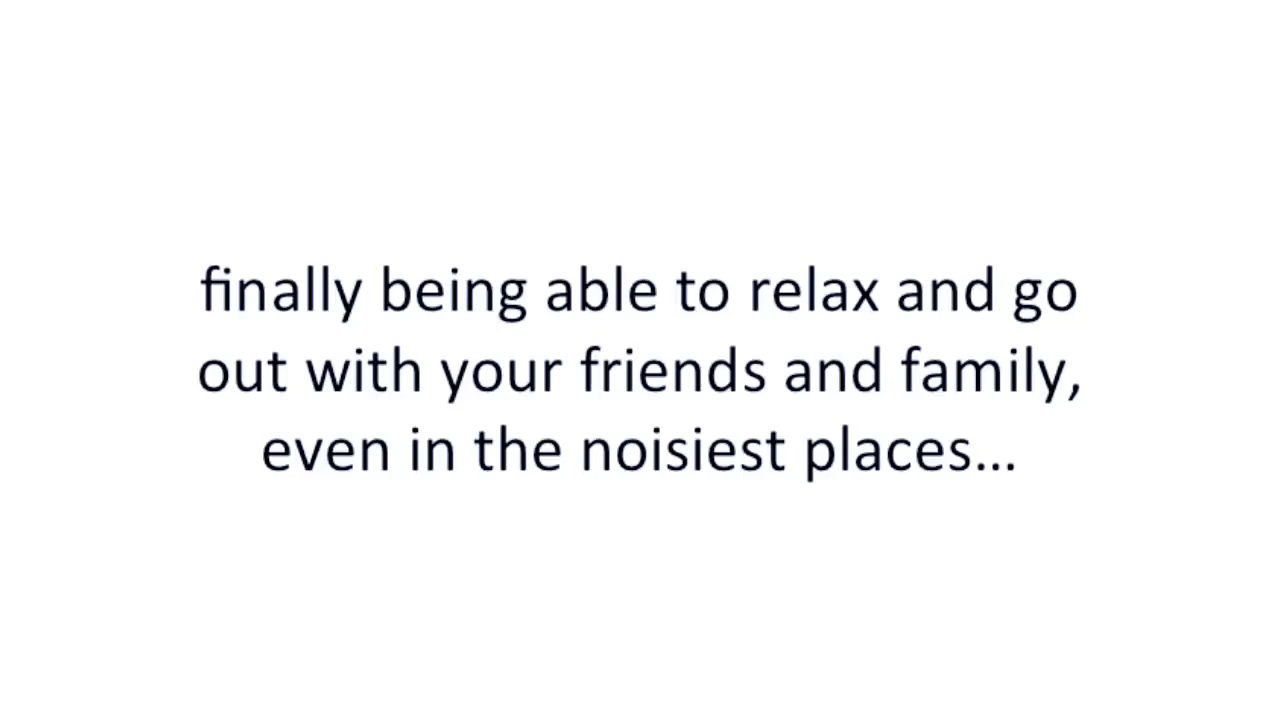 finally being able to relax and go
out with your friends and family,
even in the noisiest places...